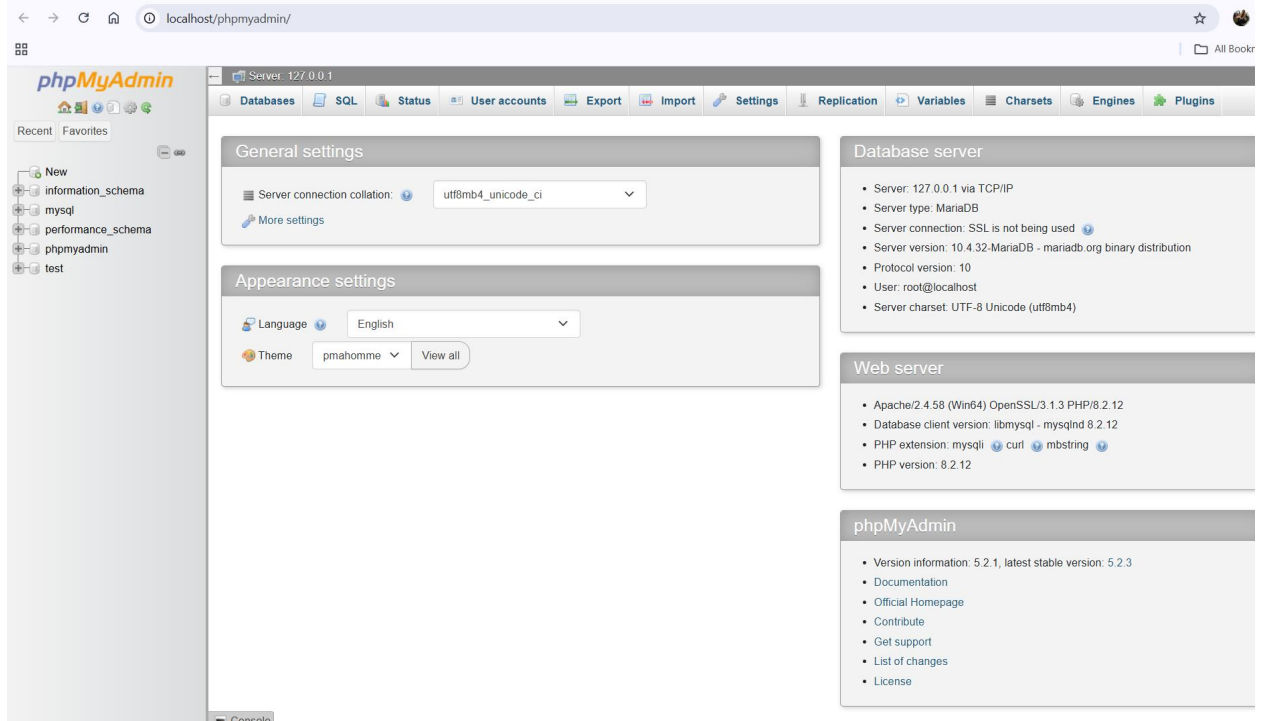 localhost/phpmyadmin/
All Bookr
phpMyAdmin
Recent Favorites
New
information_schema
mysql
performance_schema
phpmyadmin
test
Server: 127.0.0.1
Databases SQL Status User accounts Export Import Settings Replication Variables Charsets Engines Plugins
General settings
Server connection collation: utf8mb4_unicode_ci
More settings
Appearance settings
Language English
Theme pmahomme View all
Database server
Server: 127.0.0.1 via TCP/IP
Server type: MariaDB
Server connection: SSL is not being used
Server version: 10.4.32-MariaDB - mariadb.org binary distribution
Protocol version: 10
User: root@localhost
Server charset: UTF-8 Unicode (utf8mb4)
Web server
Apache/2.4.58 (Win64) OpenSSL/3.1.3 PHP/8.2.12
Database client version: libmysql - mysqlnd 8.2.12
PHP extension: mysqli curl mbstring
PHP version: 8.2.12
phpMyAdmin
Version information: 5.2.1, latest stable version: 5.2.3
Documentation
Official Homepage
Contribute
Get support
List of changes
License
Console